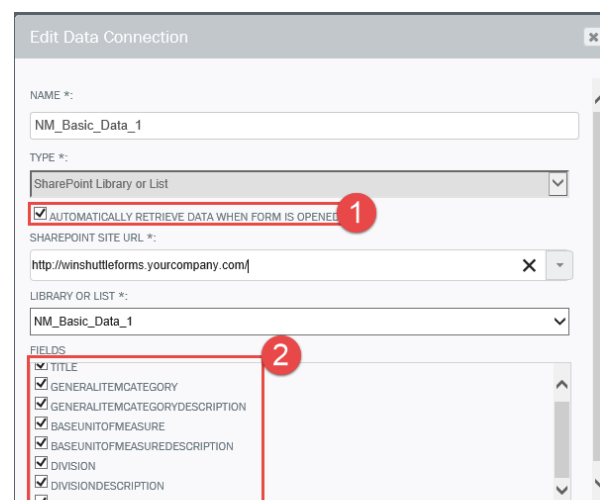 Edit Data Connection
NAME *:
NM_Basic_Data_1
TYPE *:
SharePoint Library or List
AUTOMATICALLY RETRIEVE DATA WHEN FORM IS OPENED
1
SHAREPOINT SITE URL *:
http://winshuttleforms.yourcompany.com/
LIBRARY OR LIST *:
NM_Basic_Data_1
FIELDS
2
TITLE
GENERALITEMCATEGORY
GENERALITEMCATEGORYDESCRIPTION
BASEUNITOFMEASURE
BASEUNITOFMEASUREDESCRIPTION
DIVISION
DIVISIONDESCRIPTION